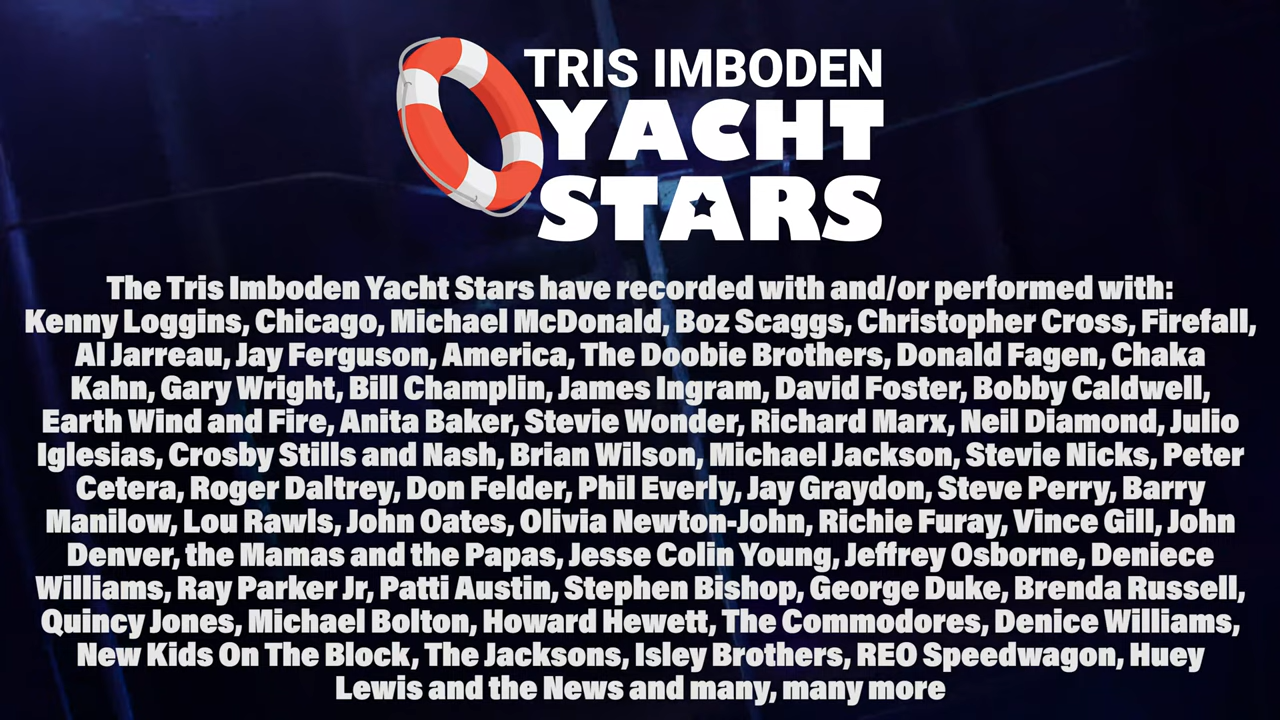 TRIS IMBODEN
YACHT
STARS
The Tris Imboden Yacht Stars have recorded with and/or performed with:
Kenny Loggins, Chicago, Michael McDonald, Boz Scaggs, Christopher Cross, Firefall,
Al Jarreau, Jay Ferguson, America, The Doobie Brothers, Donald Fagen, Chaka
Kahn, Gary Wright, Bill Champlin, James Ingram, David Foster, Bobby Caldwell,
Earth Wind and Fire, Anita Baker, Stevie Wonder, Richard Marx, Neil Diamond, Julio
Iglesias, Crosby Stills and Nash, Brian Wilson, Michael Jackson, Stevie Nicks, Peter
Cetera, Roger Daltrey, Don Felder, Phil Everly, Jay Graydon, Steve Perry, Barry
Manilow, Lou Rawls, John Oates, Olivia Newton-John, Richie Furay, Vince Gill, John
Denver, the Mamas and the Papas, Jesse Colin Young, Jeffrey Osborne, Deniece
Williams, Ray Parker Jr, Patti Austin, Stephen Bishop, George Duke, Brenda Russell,
Quincy Jones, Michael Bolton, Howard Hewett, The Commodores, Denice Williams,
New Kids On The Block, The Jacksons, Isley Brothers, REO Speedwagon, Huey
Lewis and the News and many, many more